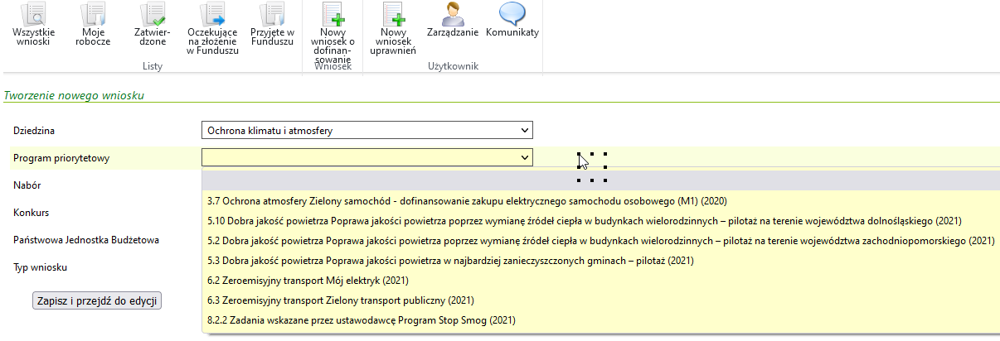 Wszystkie
wnioski
Moje
robocze
Zatwier-
dzone
Oczekujące
na złożenie
w Funduszu
Przyjęte w
Funduszu
Listy
Nowy
wniosek o
dofinan-
sowanie
Wniosek
Nowy
wniosek
uprawnień
Zarządzanie
Komunikaty
Użytkownik
Tworzenie nowego wniosku
Dziedzina
Ochrona klimatu i atmosfery
Program priorytetowy
Nabór
Konkurs
Państwowa Jednostka Budżetowa
Typ wniosku
Zapisz i przejdź do edycji
3.7 Ochrona atmosfery Zielony samochód - dofinansowanie zakupu elektrycznego samochodu osobowego (M1) (2020)
5.10 Dobra jakość powietrza Poprawa jakości powietrza poprzez wymianę źródeł ciepła w budynkach wielorodzinnych – pilotaż na terenie województwa dolnośląskiego (2021)
5.2 Dobra jakość powietrza Poprawa jakości powietrza poprzez wymianę źródeł ciepła w budynkach wielorodzinnych – pilotaż na terenie województwa zachodniopomorskiego (2021)
5.3 Dobra jakość powietrza Poprawa jakości powietrza w najbardziej zanieczyszczonych gminach – pilotaż (2021)
6.2 Zeroemisyjny transport Mój elektryk (2021)
6.3 Zeroemisyjny transport Zielony transport publiczny (2021)
8.2.2 Zadania wskazane przez ustawodawcę Program Stop Smog (2021)